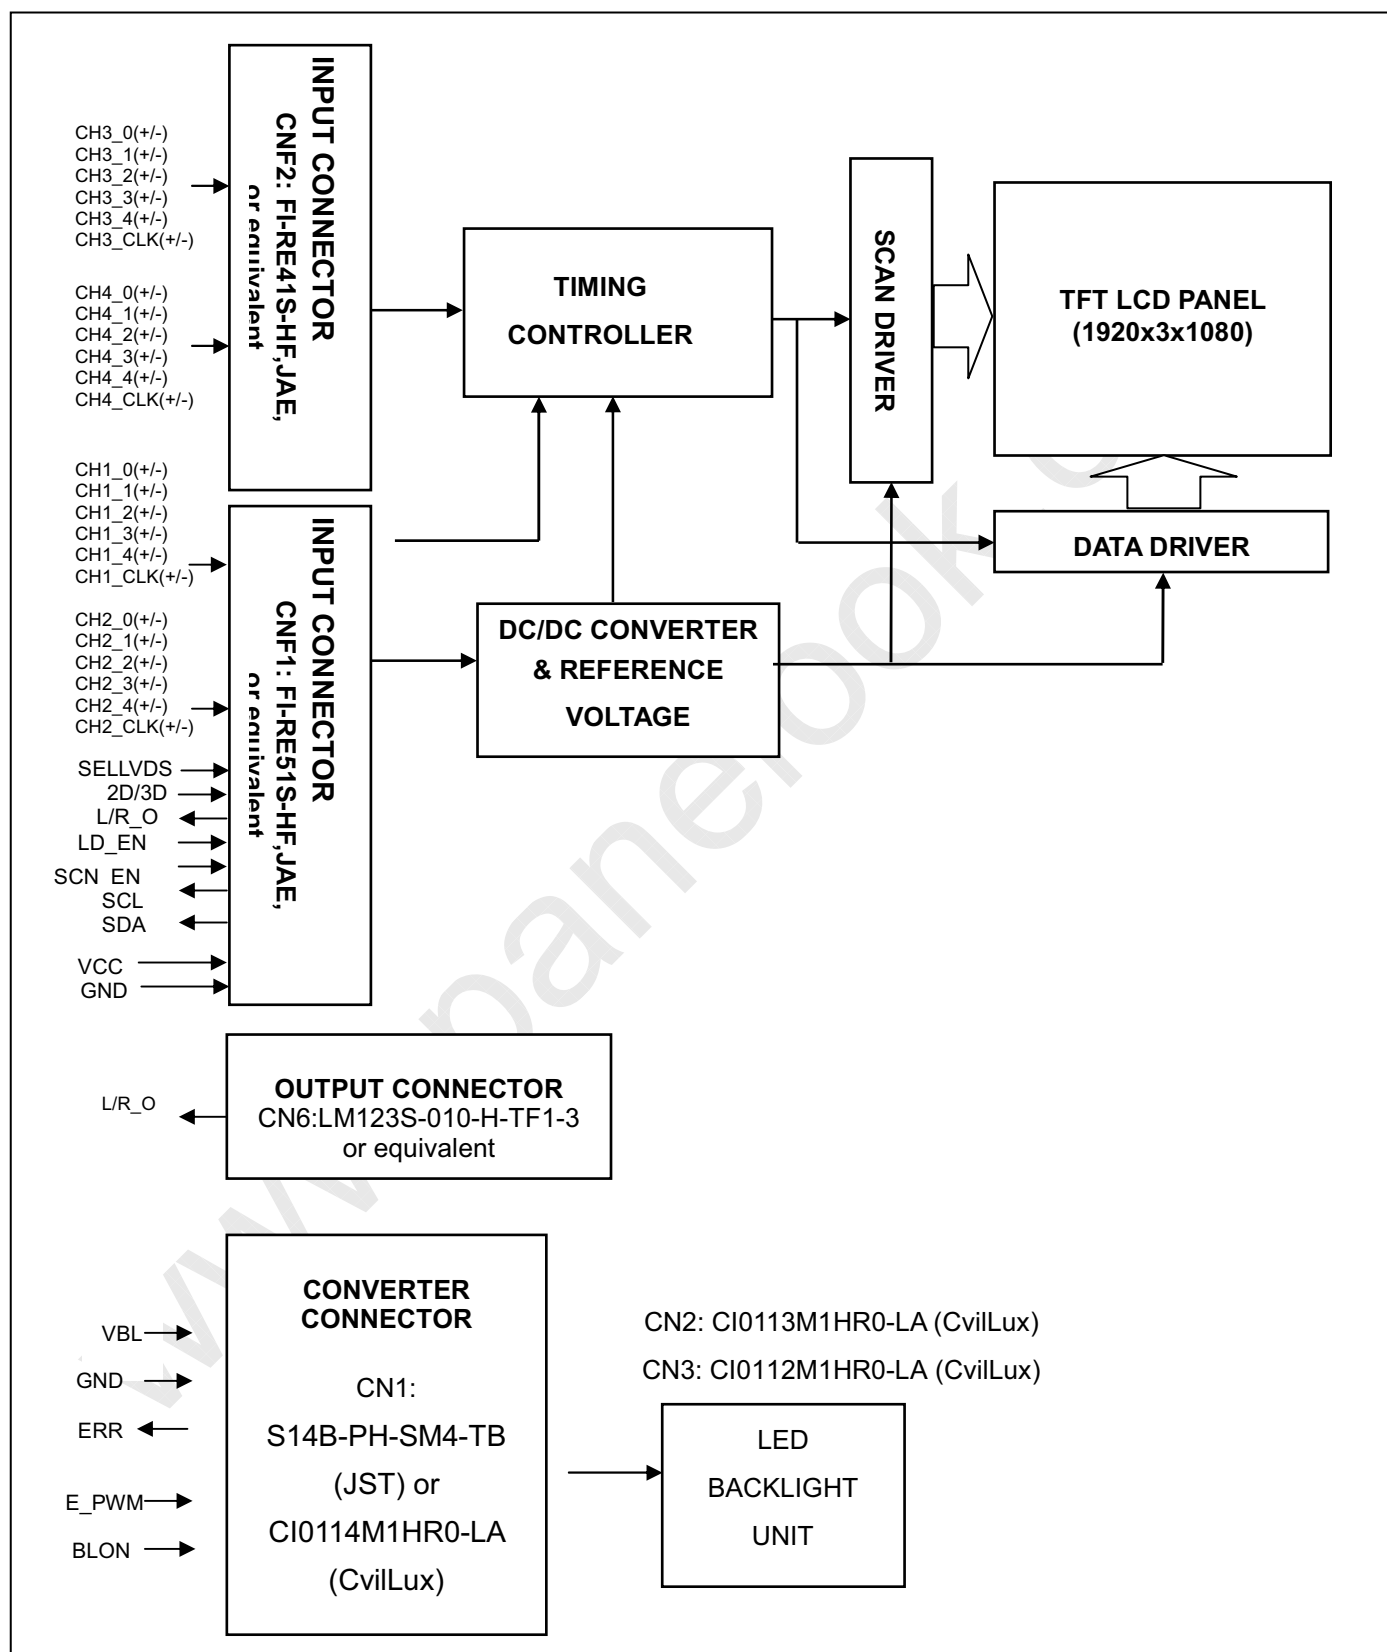 INPUT CONNECTOR
CNF2: FI-RE41S-HF,JAE,
or equivalent
CH3_0(+/-)
CH3_1(+/-)
CH3_2(+/-)
CH3_3(+/-)
CH3_4(+/-)
CH3_CLK(+/-)
CH4_0(+/-)
CH4_1(+/-)
CH4_2(+/-)
CH4_3(+/-)
CH4_4(+/-)
CH4_CLK(+/-)
TIMING
CONTROLLER
SCAN DRIVER
TFT LCD PANEL
(1920x3x1080)
DATA DRIVER
INPUT CONNECTOR
CNF1: FI-RE51S-HF,JAE,
or equivalent
CH1_0(+/-)
CH1_1(+/-)
CH1_2(+/-)
CH1_3(+/-)
CH1_4(+/-)
CH1_CLK(+/-)
CH2_0(+/-)
CH2_1(+/-)
CH2_2(+/-)
CH2_3(+/-)
CH2_4(+/-)
CH2_CLK(+/-)
SELLVDS
2D/3D
L/R_O
LD_EN
SCN EN
SCL
SDA
VCC
GND
DC/DC CONVERTER
& REFERENCE
VOLTAGE
L/R_O
OUTPUT CONNECTOR
CN6:LM123S-010-H-TF1-3
or equivalent
VBL
GND
ERR
E_PWM
BLON
CONVERTER
CONNECTOR
CN1:
S14B-PH-SM4-TB
(JST) or
CI0114M1HR0-LA
(CvilLux)
CN2: CI0113M1HR0-LA (CvilLux)
CN3: CI0112M1HR0-LA (CvilLux)
LED
BACKLIGHT
UNIT